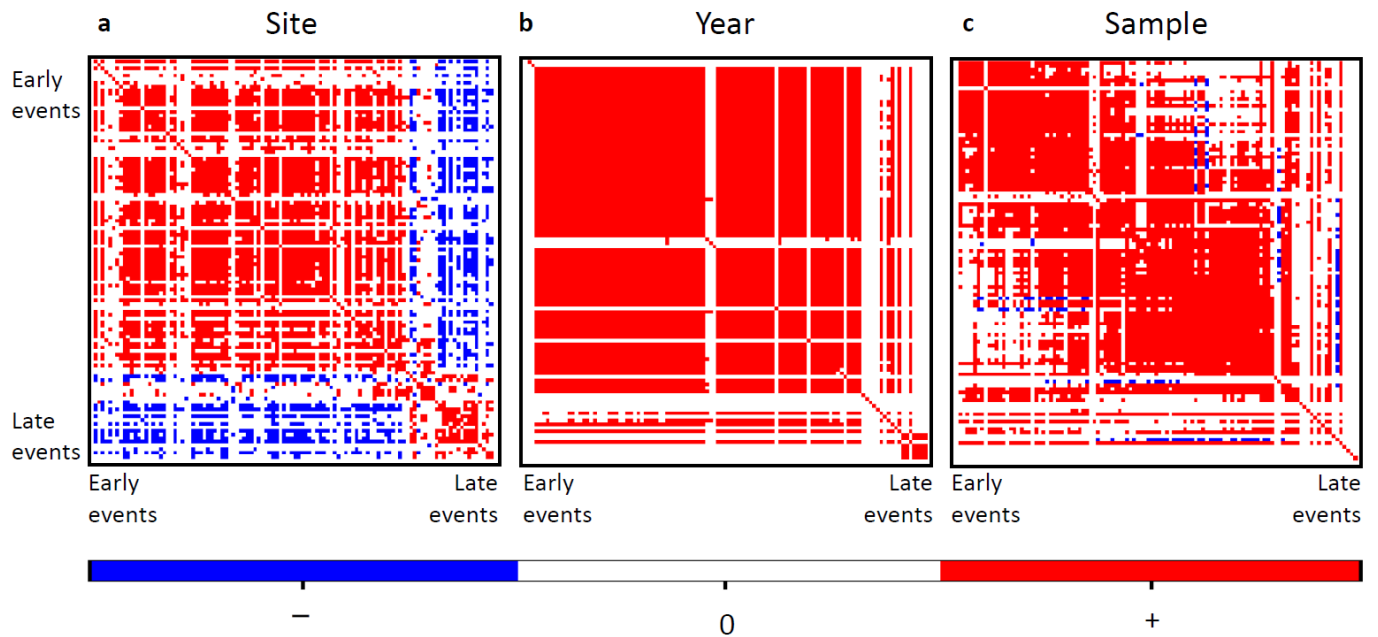 a Site b Year c Sample
Early
events
Late
events
Early Late Early Late Early Late
events events events events events events
− 0 +